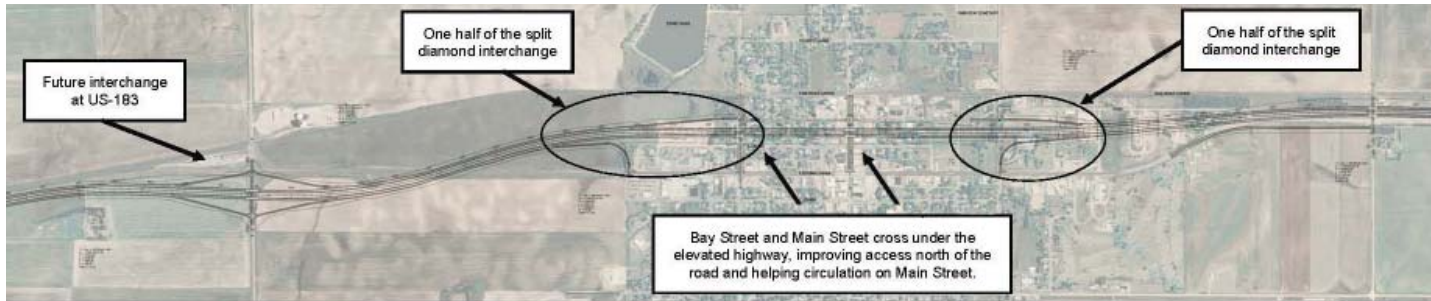 One half of the split
diamond interchange
One half of the split
diamond interchange
Future interchange
at US-183
Bay Street and Main Street cross under the
elevated highway, improving access north of the
road and helping circulation on Main Street.